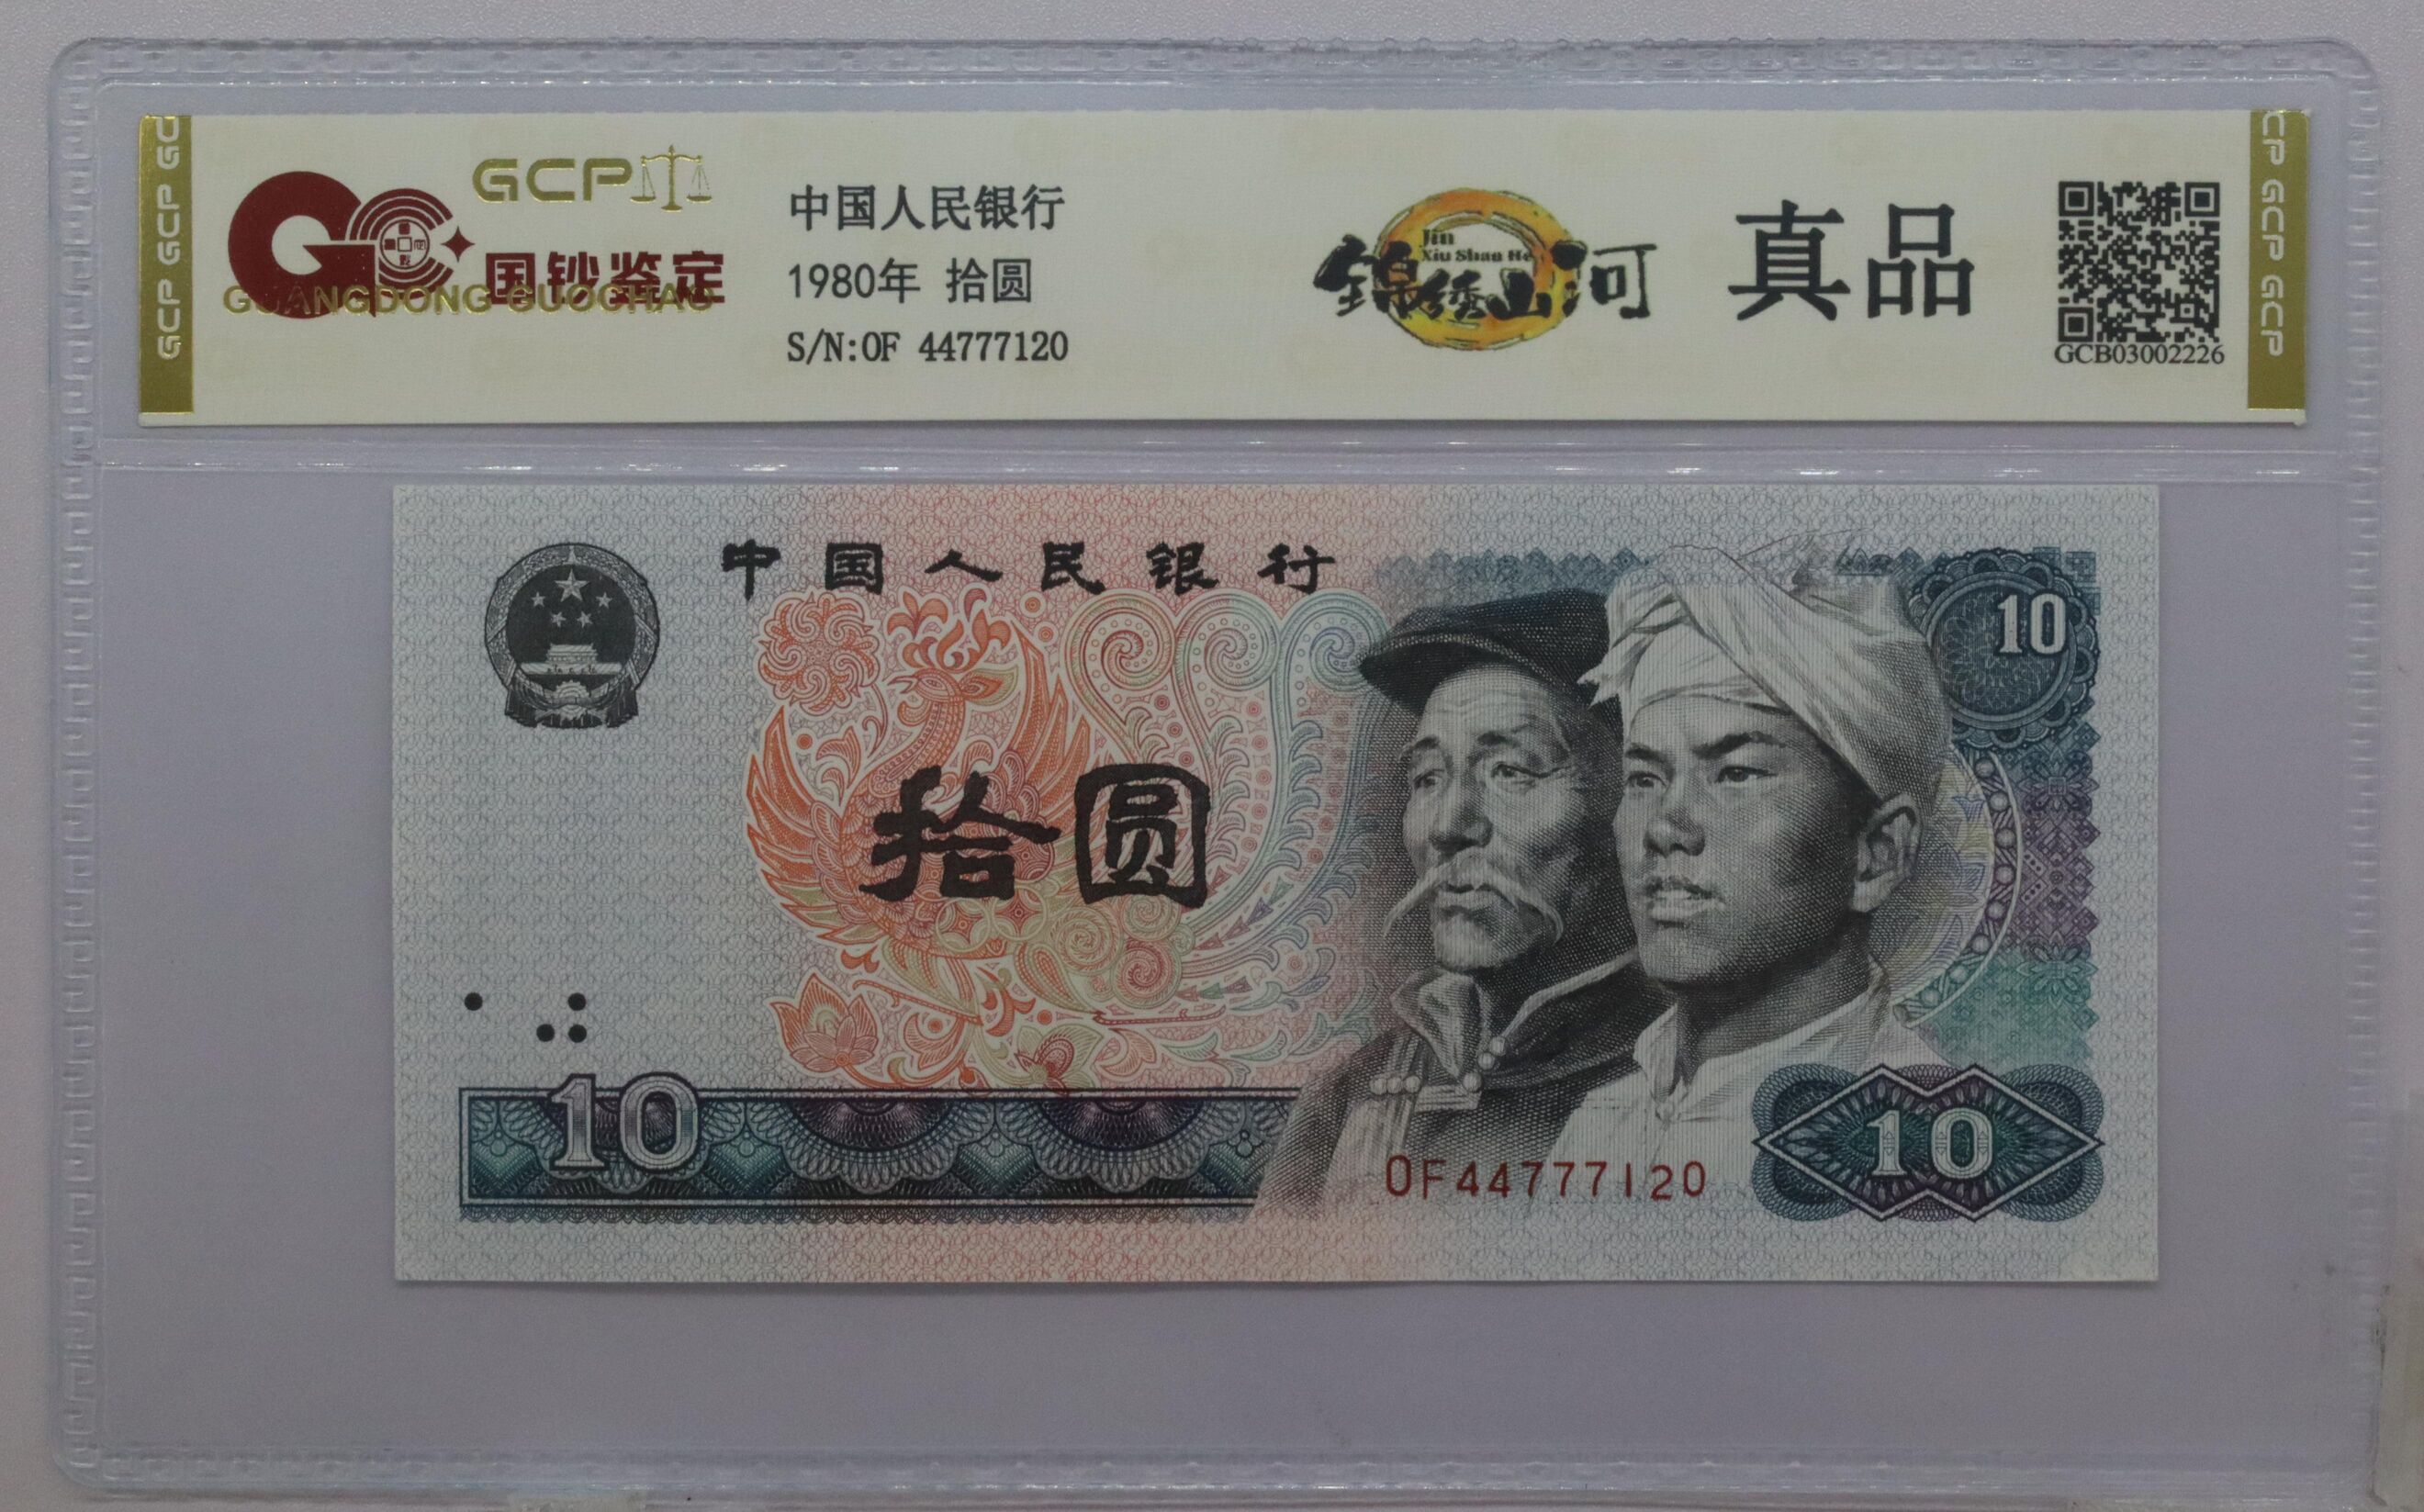 GCP GCP GC
GCP
国钞鉴定
GUANGDONG GUOCHAO
中国人民银行
1980年 拾圆
S/N:OF 44777120
Jin
Xiu Shan He
锦绣山河
真品
GCB03002226
CP GCP GCP
中国人民银行
10
拾圆
10
OF44777120
10